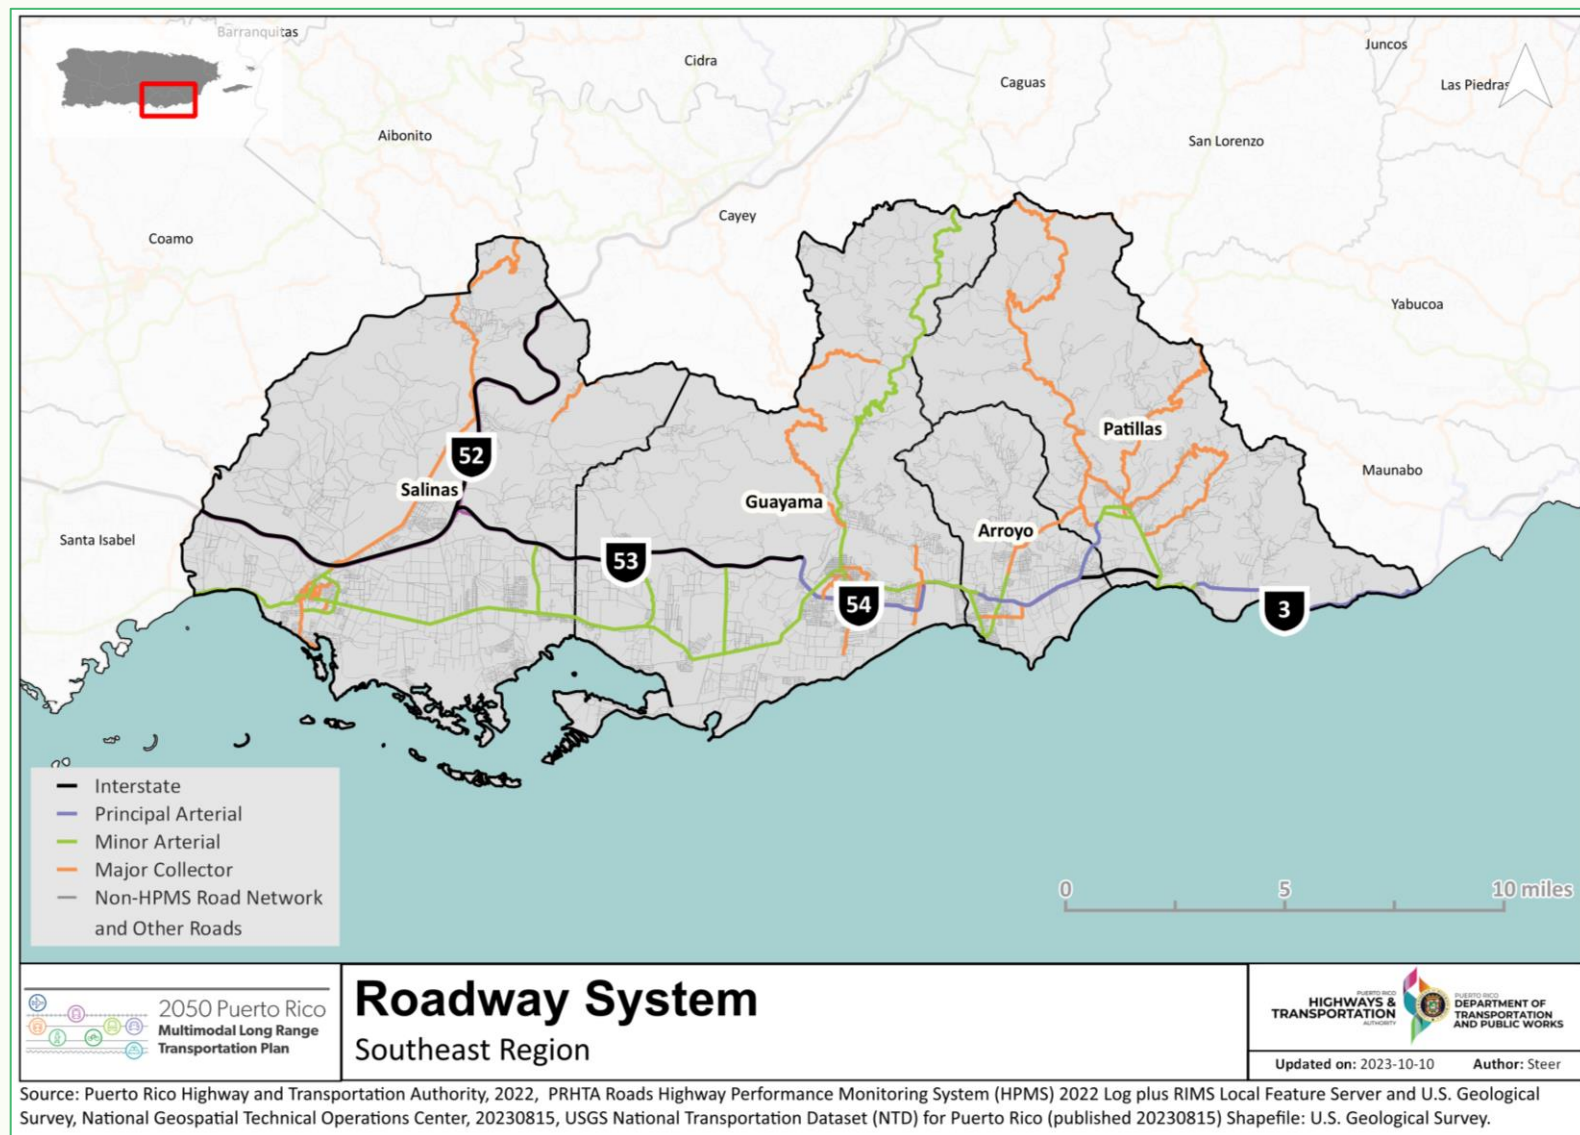 Barranquitas
Cidra
Juncos
Caguas
Las Piedras
Aibonito
San Lorenzo
Cayey
Coamo
Yabucoa
Patillas
52
Maunabo
Salinas
Guayama
Arroyo
Santa Isabel
53
54
3
Interstate
Principal Arterial
Minor Arterial
Major Collector
Non-HPMS Road Network
and Other Roads
0 5 10 miles
2050 Puerto Rico
Multimodal Long Range
Transportation Plan
Roadway System
Southeast Region
PUERTO RICO
HIGHWAYS &
TRANSPORTATION
AUTHORITY
PUERTO RICO
DEPARTMENT OF
TRANSPORTATION
AND PUBLIC WORKS
Updated on: 2023-10-10 Author: Steer
Source: Puerto Rico Highway and Transportation Authority, 2022, PRHTA Roads Highway Performance Monitoring System (HPMS) 2022 Log plus RIMS Local Feature Server and U.S. Geological
Survey, National Geospatial Technical Operations Center, 20230815, USGS National Transportation Dataset (NTD) for Puerto Rico (published 20230815) Shapefile: U.S. Geological Survey.